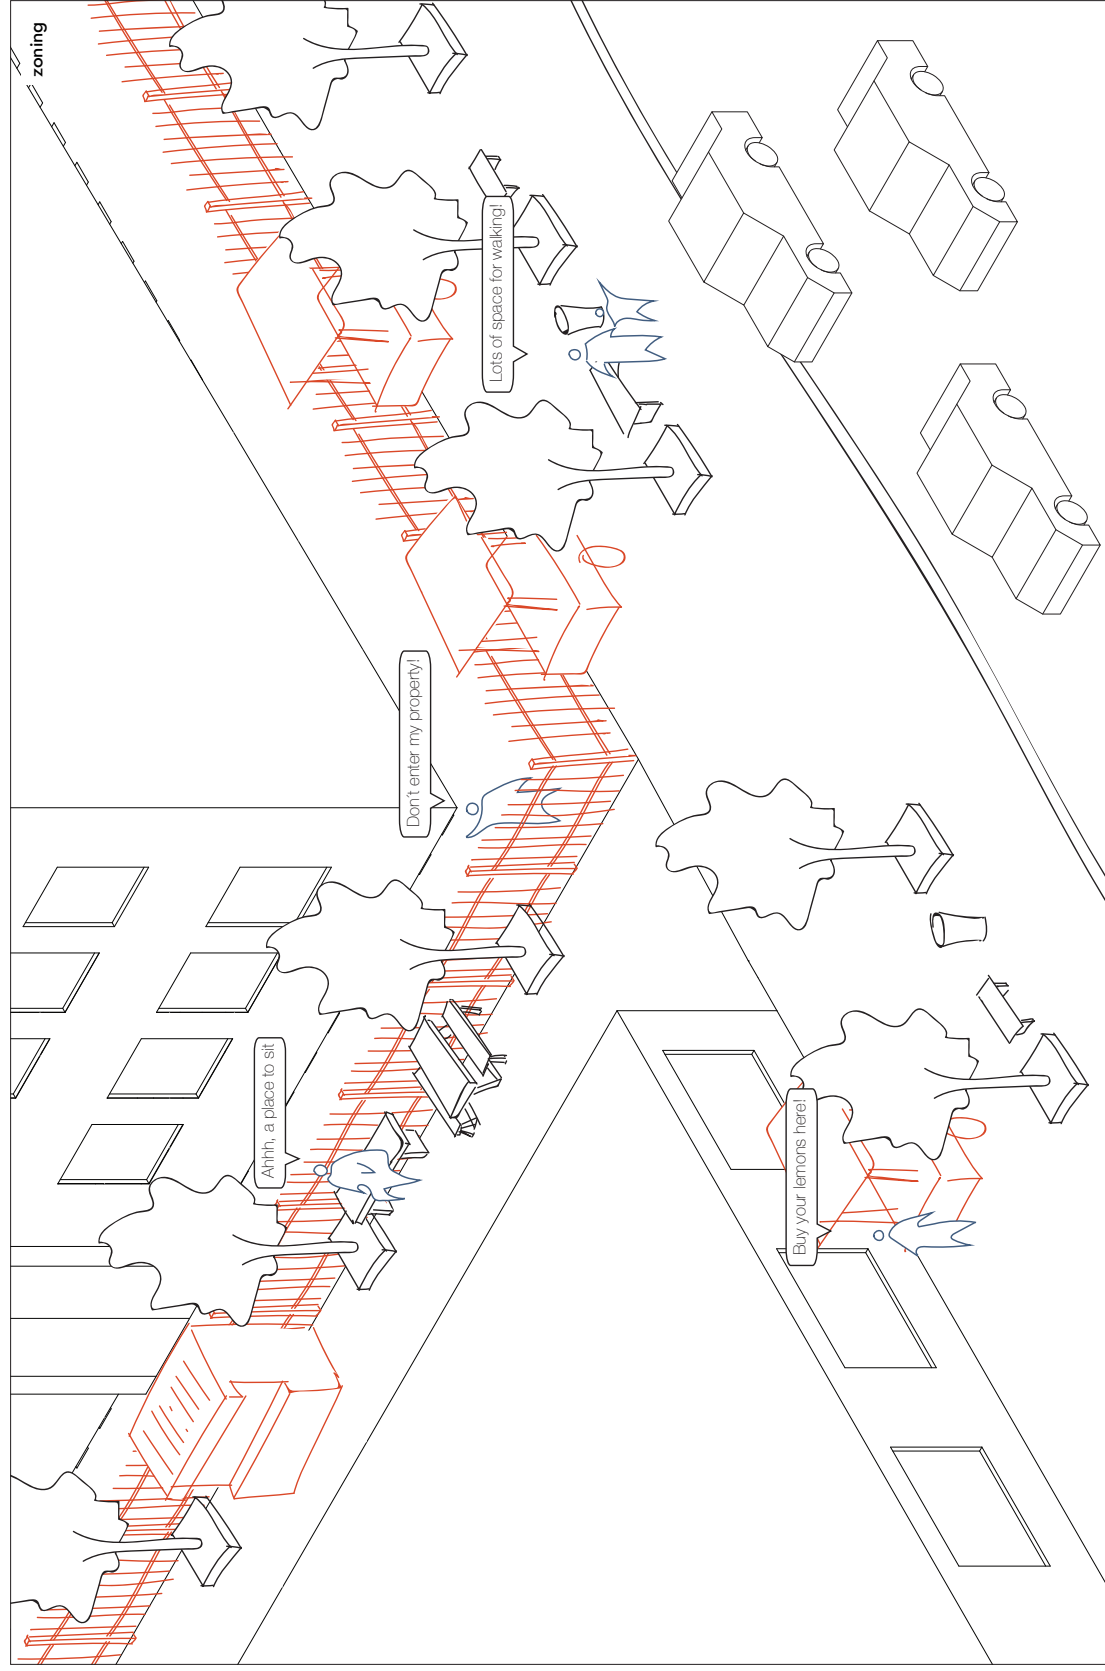 zoning
Ahhh, a place to sit
Don´t enter my property!
Lots of space for walking!
Buy your lemons here!